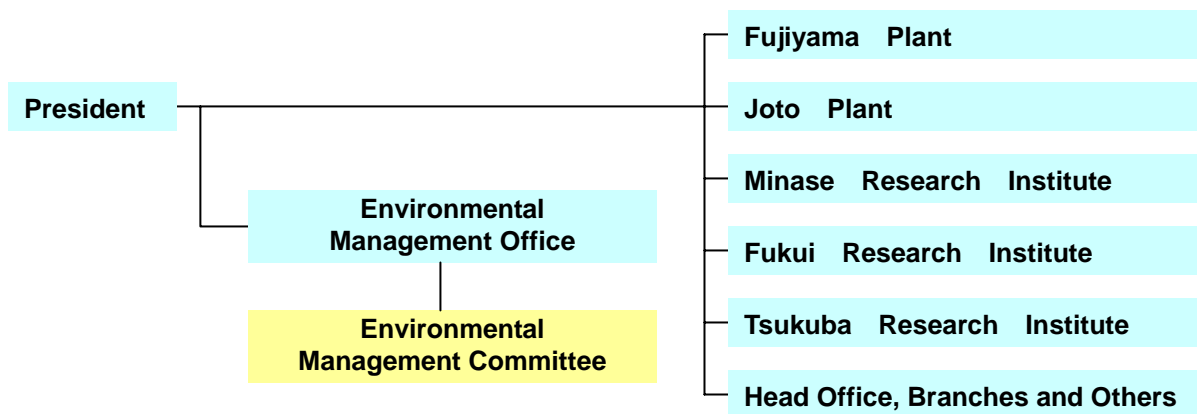 President
Environmental
Management Office
Environmental
Management Committee
Fujiyama Plant
Joto Plant
Minase Research Institute
Fukui Research Institute
Tsukuba Research Institute
Head Office, Branches and Others